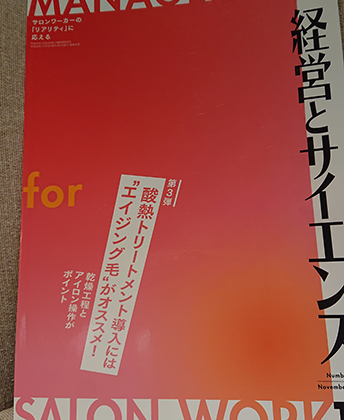 サロンワーカーの
「リアリティ」に
応える
経営とサイエンス
for
第3弾
酸熱トリートメント導入には
"エイジング毛"がオススメ！
乾燥工程と
アイロン操作が
ポイント
SALON WORK